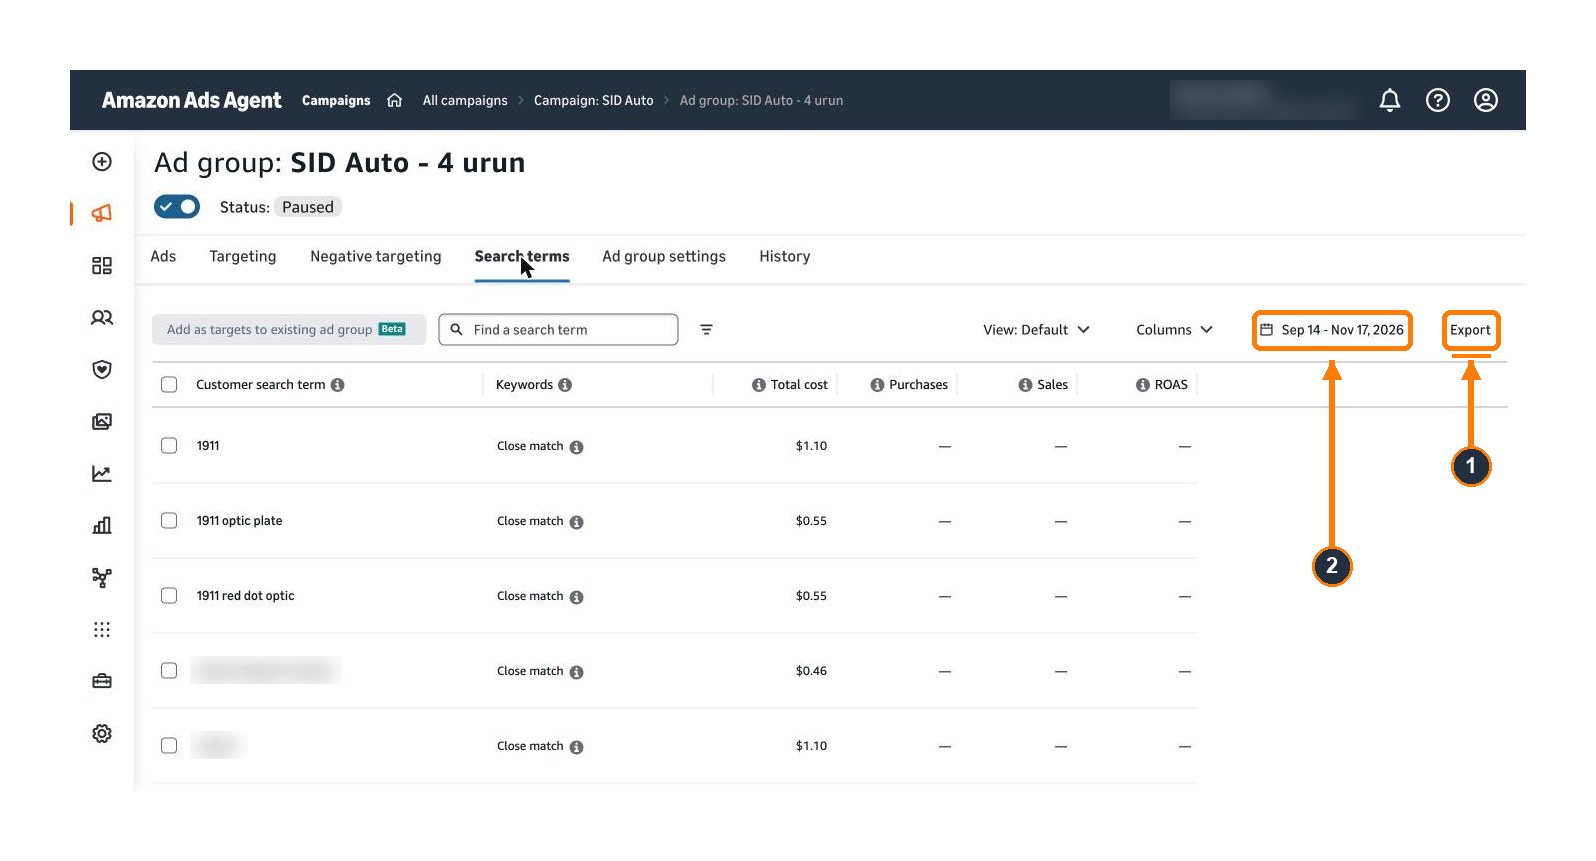 Amazon Ads Agent Campaigns All campaigns > Campaign: SID Auto > Ad group: SID Auto - 4 urun
Ad group: SID Auto - 4 urun
Status: Paused
Ads Targeting Negative targeting Search terms Ad group settings History
Add as targets to existing ad group Beta Find a search term View: Default Columns Sep 14 - Nov 17, 2026 Export
Customer search term Keywords Total cost Purchases Sales ROAS
1911 Close match $1.10 — — —
1
1911 optic plate Close match $0.55 — — —
2
1911 red dot optic Close match $0.55 — — —
Close match $0.46 — — —
Close match $1.10 — — —